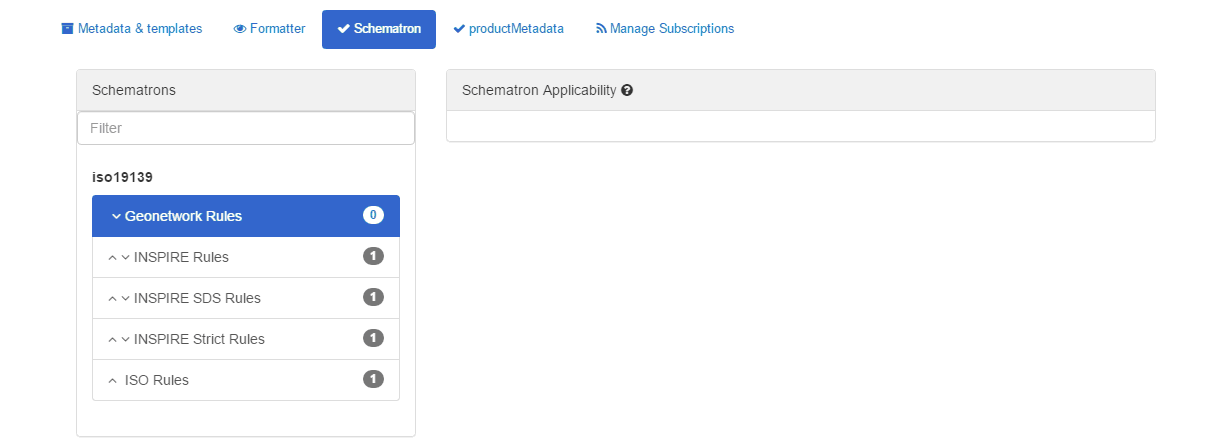 Metadata & templates Formatter Schematron productMetadata Manage Subscriptions
Schematrons
Schematron Applicability
Filter
iso19139
Geonetwork Rules 0
INSPIRE Rules 1
INSPIRE SDS Rules 1
INSPIRE Strict Rules 1
ISO Rules 1